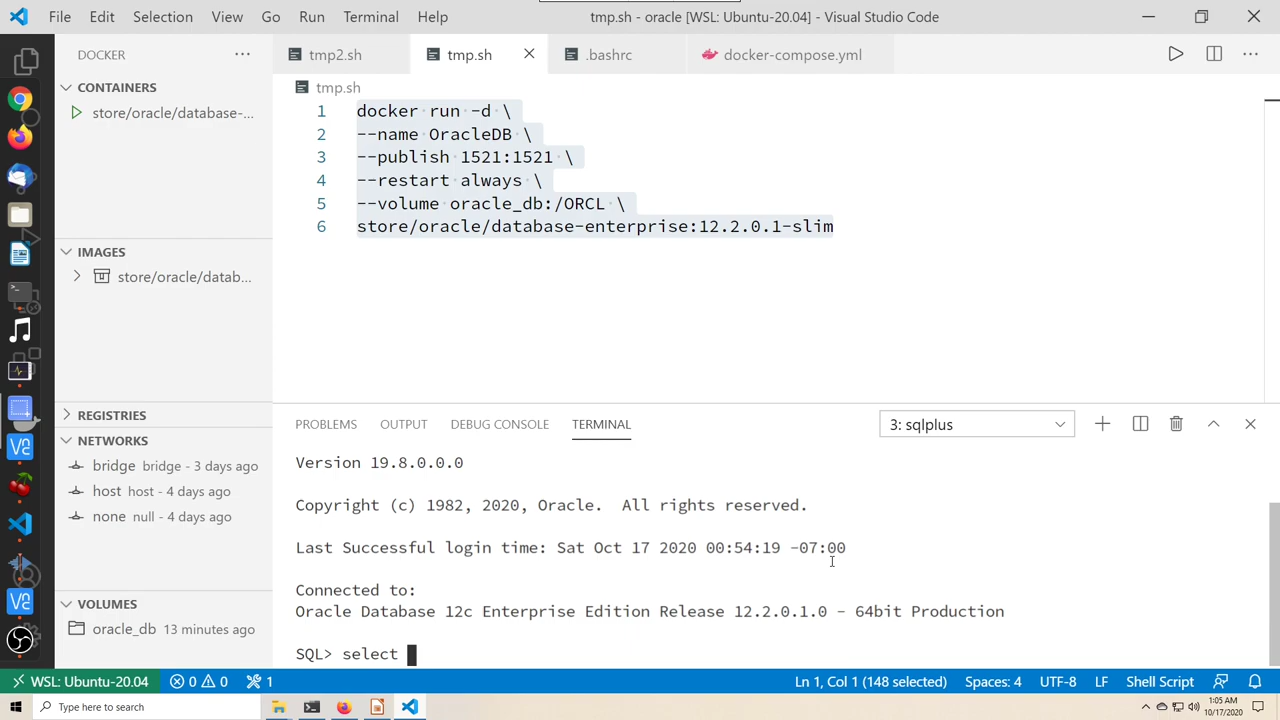 File Edit Selection View Go Run Terminal Help tmp.sh - oracle [WSL: Ubuntu-20.04] - Visual Studio Code
DOCKER ···
tmp2.sh tmp.sh .bashrc docker-compose.yml
CONTAINERS
store/oracle/database-...
IMAGES
store/oracle/datab...
REGISTRIES
NETWORKS
bridge bridge - 3 days ago
host host - 4 days ago
none null - 4 days ago
VOLUMES
oracle_db 13 minutes ago
tmp.sh
1 docker run -d \
2 --name OracleDB \
3 --publish 1521:1521 \
4 --restart always \
5 --volume oracle_db:/ORCL \
6 store/oracle/database-enterprise:12.2.0.1-slim
PROBLEMS OUTPUT DEBUG CONSOLE TERMINAL 3: sqlplus
Version 19.8.0.0.0
Copyright (c) 1982, 2020, Oracle. All rights reserved.
Last Successful login time: Sat Oct 17 2020 00:54:19 -07:00
Connected to:
Oracle Database 12c Enterprise Edition Release 12.2.0.1.0 - 64bit Production
SQL> select
WSL: Ubuntu-20.04 0 0 1 Ln 1, Col 1 (148 selected) Spaces: 4 UTF-8 LF Shell Script
Type here to search
1:05 AM
10/17/2020